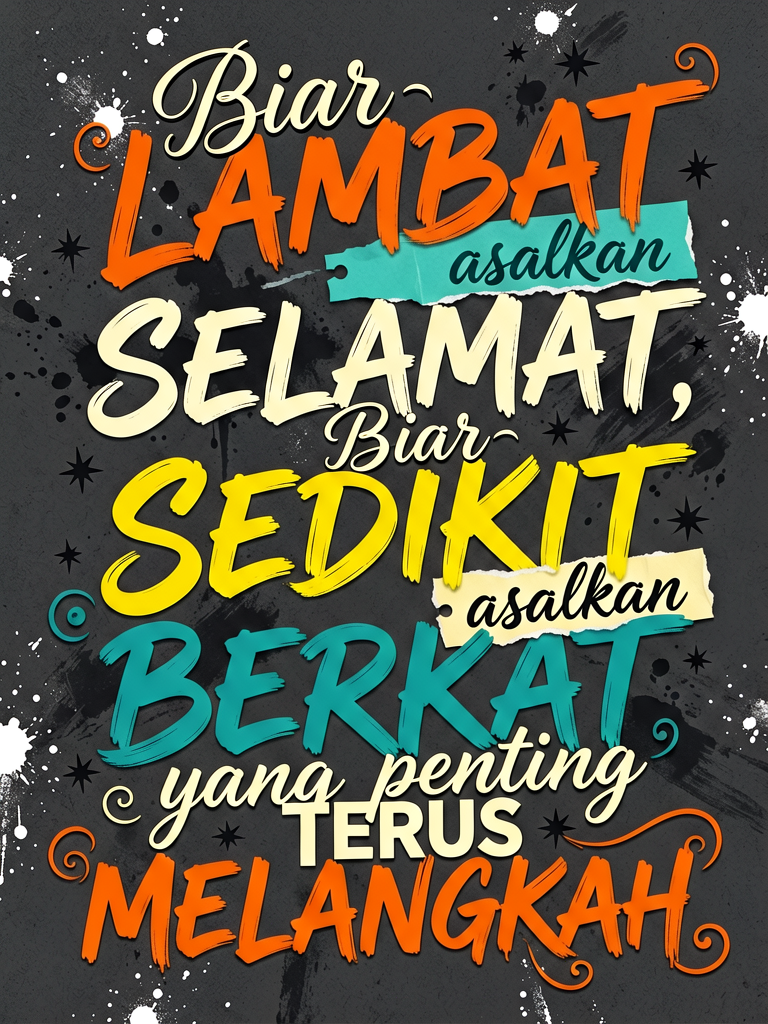 Biar
LAMBAT
asalkan
SELAMAT,
Biar
SEDIKIT
asalkan
BERKAT
yang penting
TERUS
MELANGKAH